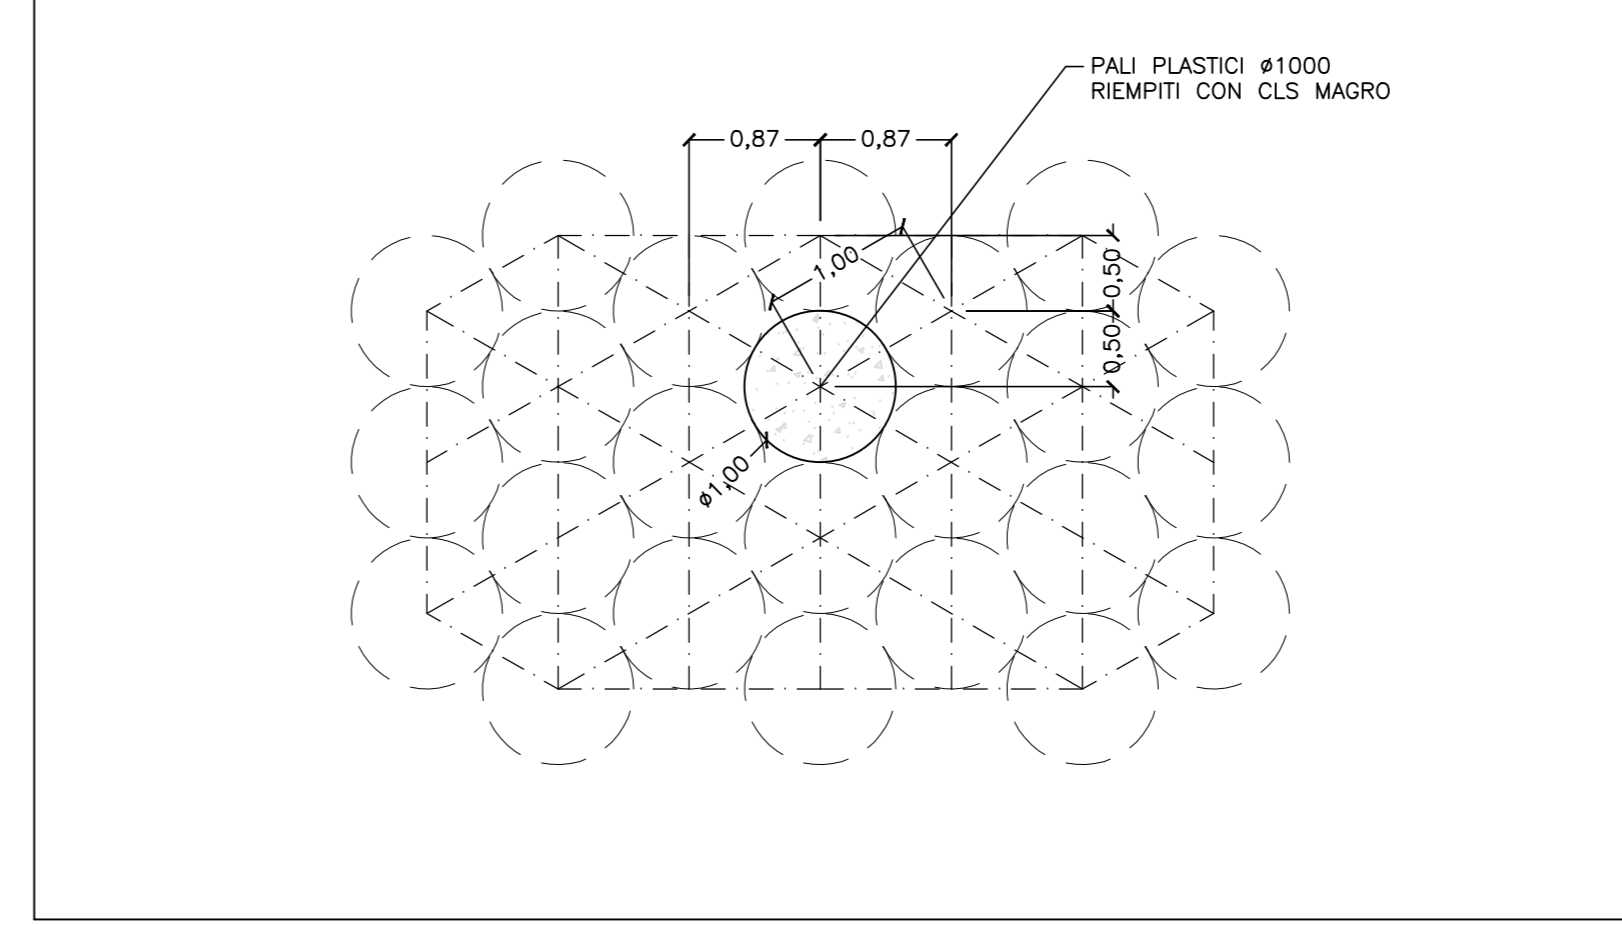 PALI PLASTICI ø1000
RIEMPITI CON CLS MAGRO
0,87
0,87
1,00
0,50
0,50
ø1,00